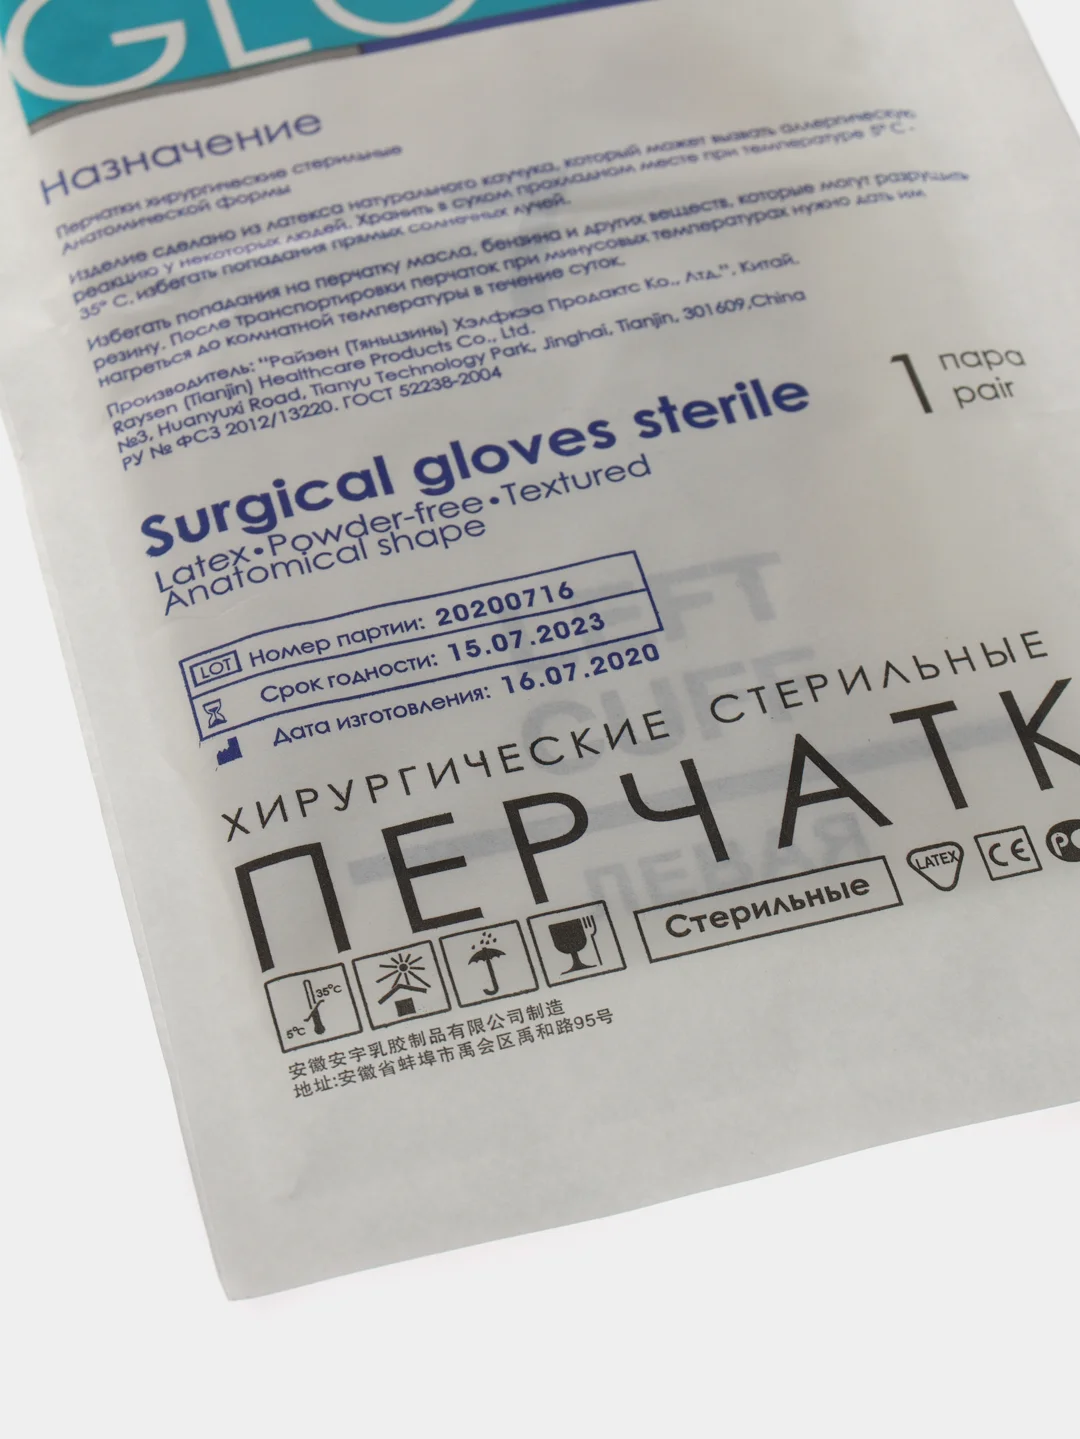 GLO
Назначение
Перчатки хирургические стерильные
Анатомической формы
Изделие сделано из латекса натурального каучука, который может вызвать аллергическую
реакцию у некоторых людей. Хранить в сухом прохладном месте при температуре 5° С -
35° С, избегать попадания прямых солнечных лучей.
Избегать попадания на перчатку масла, бензина и других веществ, которые могут разрушить
резину. После транспортировки перчаток при минусовых температурах нужно дать им
нагреться до комнатной температуры в течение суток.
Производитель: "Райзен (Тяньцзинь) Хэлфкэа Продактс Ко., Лтд.", Китай.
Raysen (Tianjin) Healthcare Products Co., Ltd.
№3, Huanyuxi Road, Tianyu Technology Park, Jinghai, Tianjin, 301609,China
РУ № ФСЗ 2012/13220. ГОСТ 52238-2004
1 пара
pair
Surgical gloves sterile
Latex•Powder-free•Textured
Anatomical shape
LOT Номер партии: 20200716
Срок годности: 15.07.2023
Дата изготовления: 16.07.2020
LEFT
CUFF
ЛЕВАЯ
ХИРУРГИЧЕСКИЕ СТЕРИЛЬНЫЕ
ПЕРЧАТК
Стерильные
LATEX
CE
РС
35°C
5°C
安徽安宇乳胶制品有限公司制造
地址:安徽省蚌埠市禹会区禹和路95号